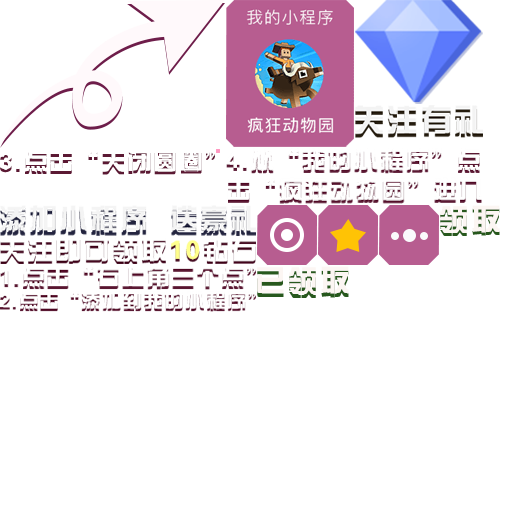 我的小程序
疯狂动物园
关注有礼
3.点击“关闭圆圈”
4.点“我的小程序”点
击“疯狂动物园”进入
添加小程序 送豪礼
领取
关注即可领取10钻石
1.点击“右上角三个点”
已领取
2.点击“添加到我的小程序”